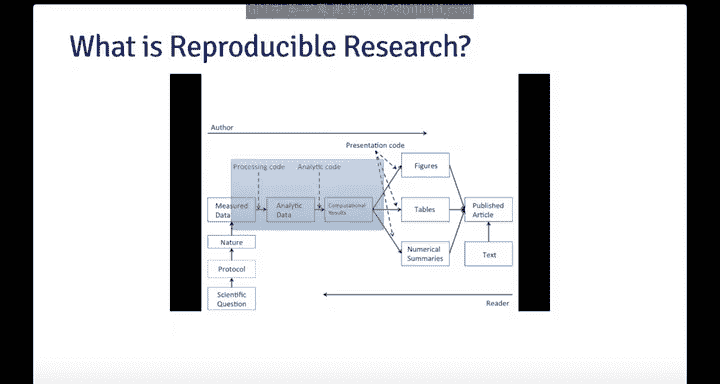 What is Reproducible Research?
Author
Presentation code
Processing code
Analytic code
Figures
Measured
Data
Analytic
Data
Computational
Results
Tables
Published
Article
Nature
Numerical
Summaries
Text
Protocol
Scientific
Question
Reader